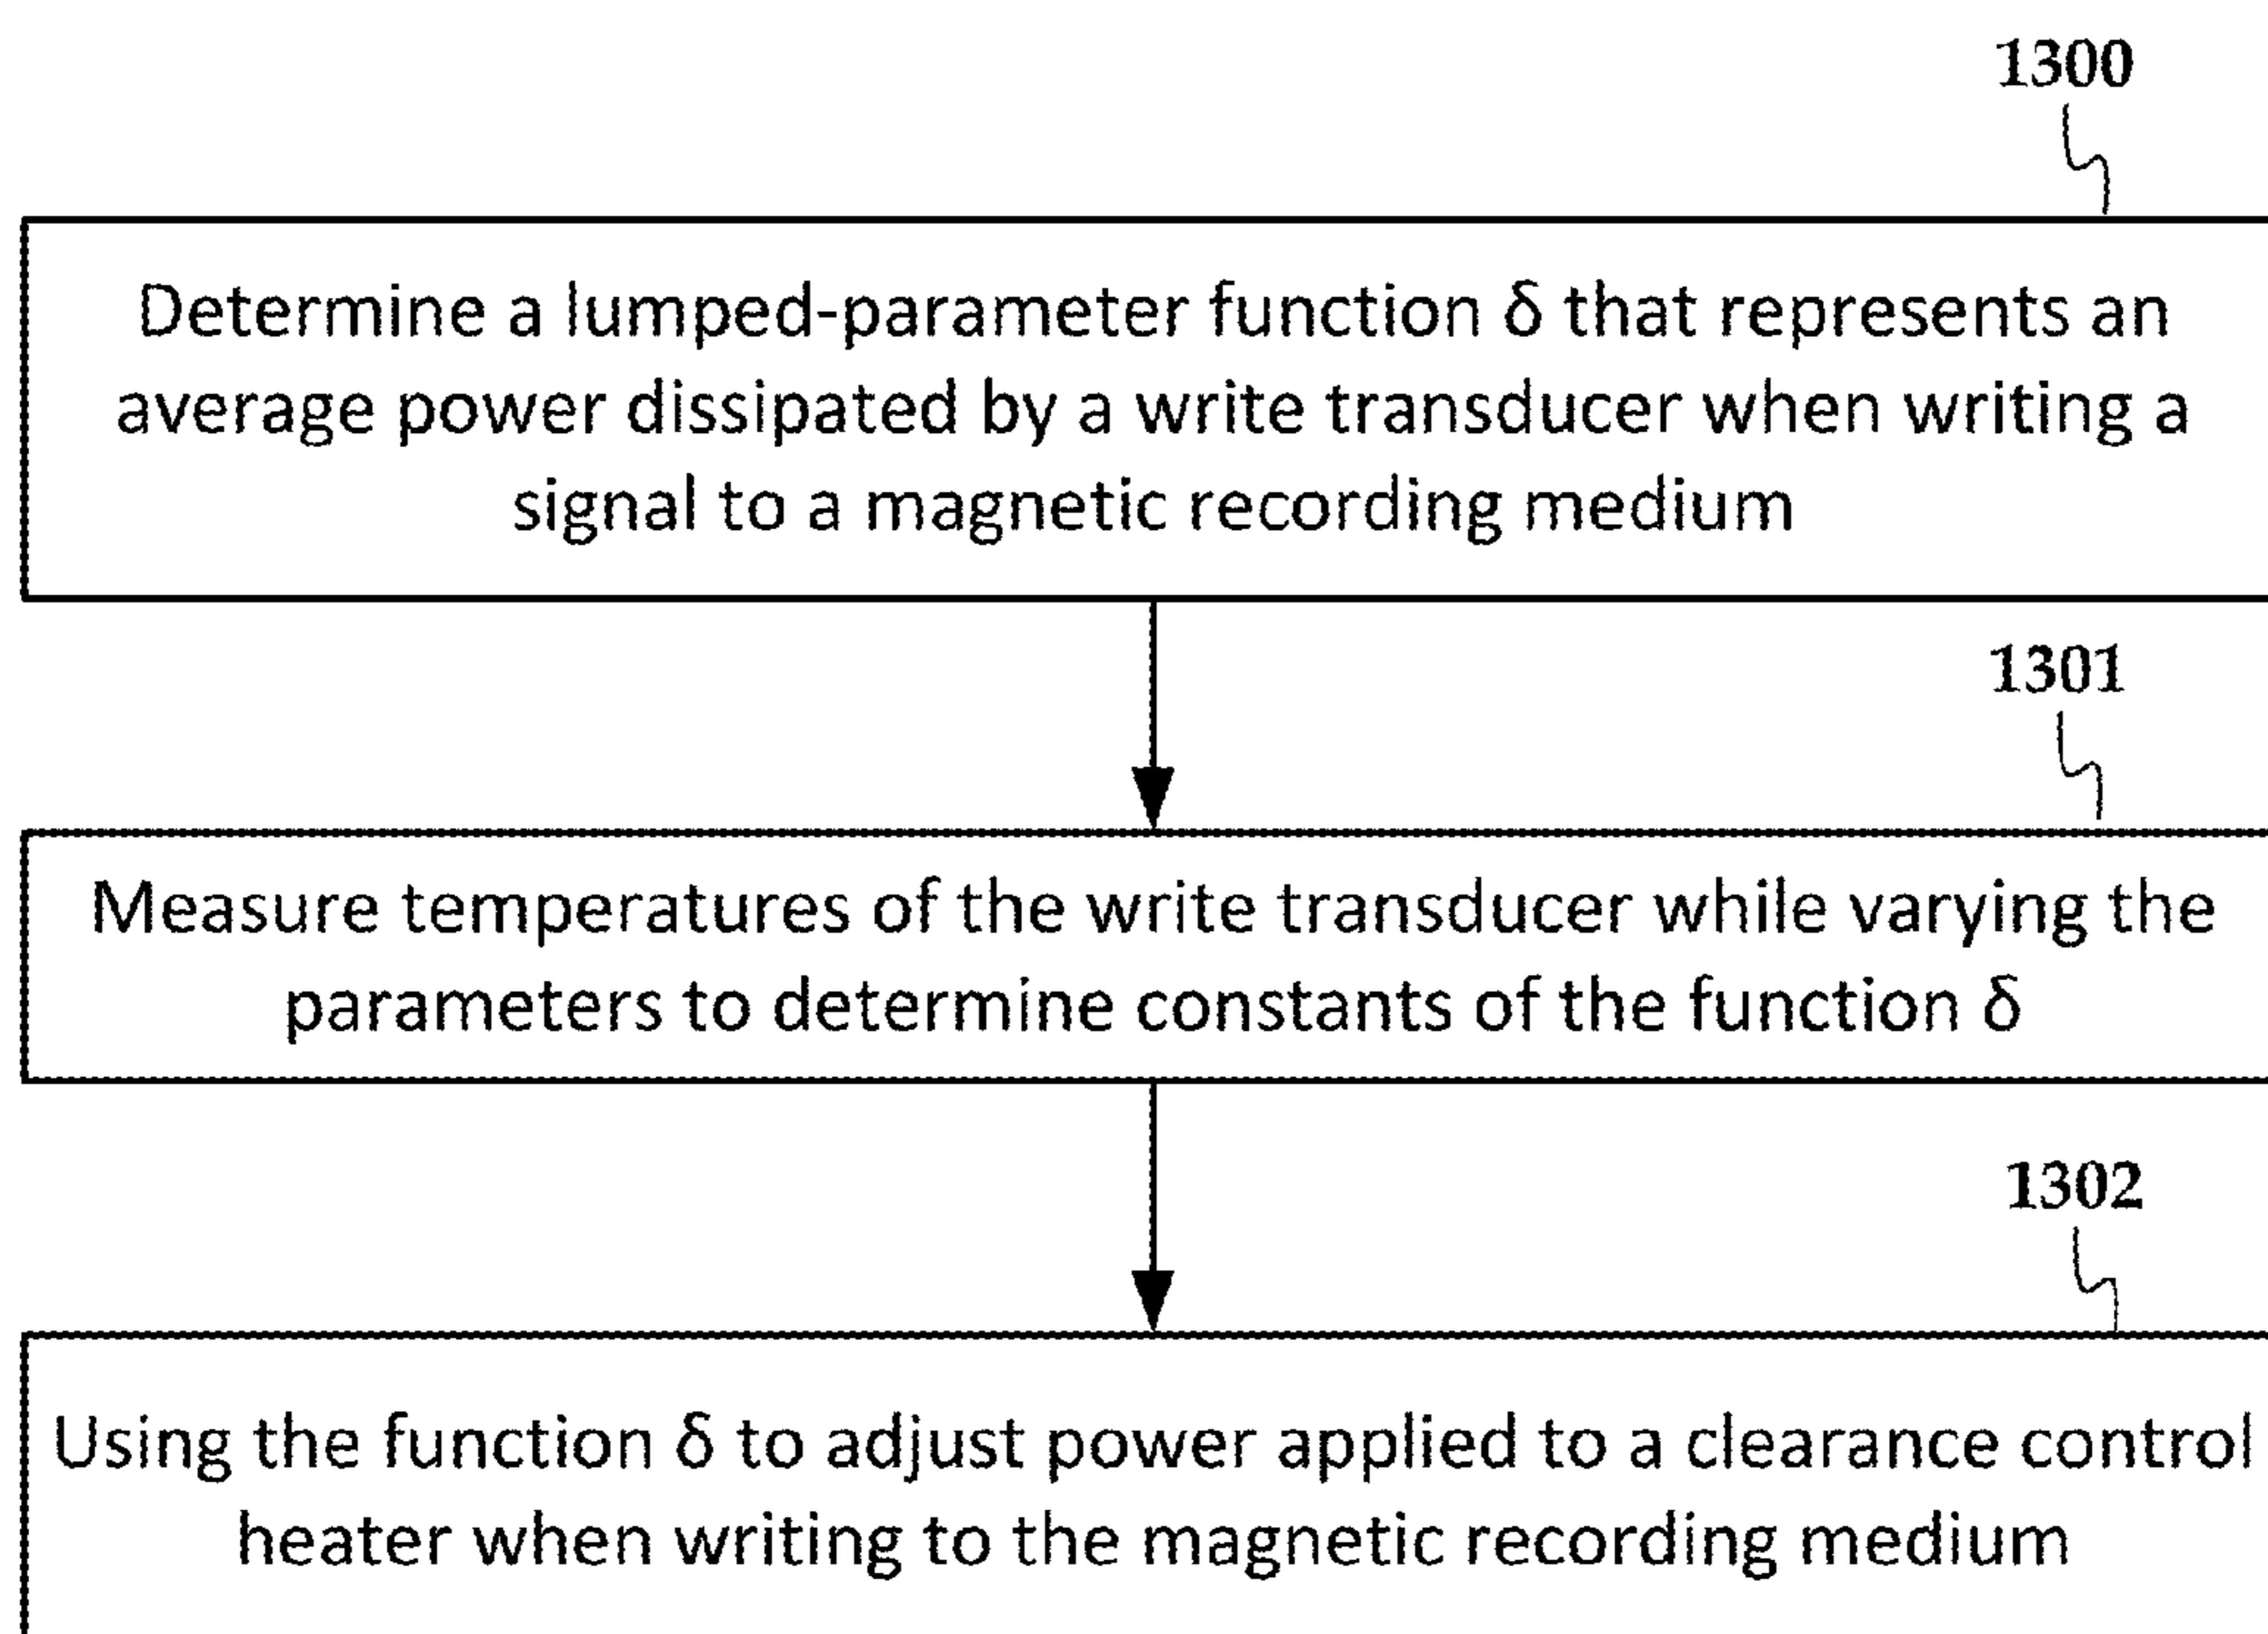 1300
Determine a lumped-parameter function δ that represents an
average power dissipated by a write transducer when writing a
signal to a magnetic recording medium
1301
Measure temperatures of the write transducer while varying the
parameters to determine constants of the function δ
1302
Using the function δ to adjust power applied to a clearance control
heater when writing to the magnetic recording medium